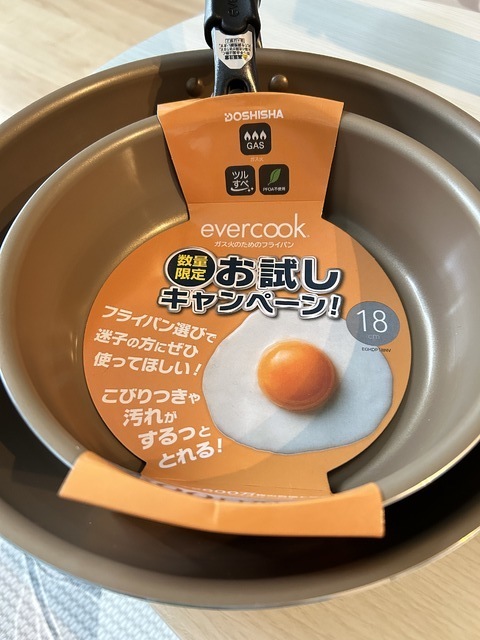 DOSHISHA
GAS
ガス火
ツル
すべ
PFOA不使用
evercook.
ガス火のためのフライパン
数量
限定
お試し
キャンペーン!
18
cm
フライパン選びで
迷子の方にぜひ
使ってほしい!
こびりつきや
汚れが
するっと
とれる!